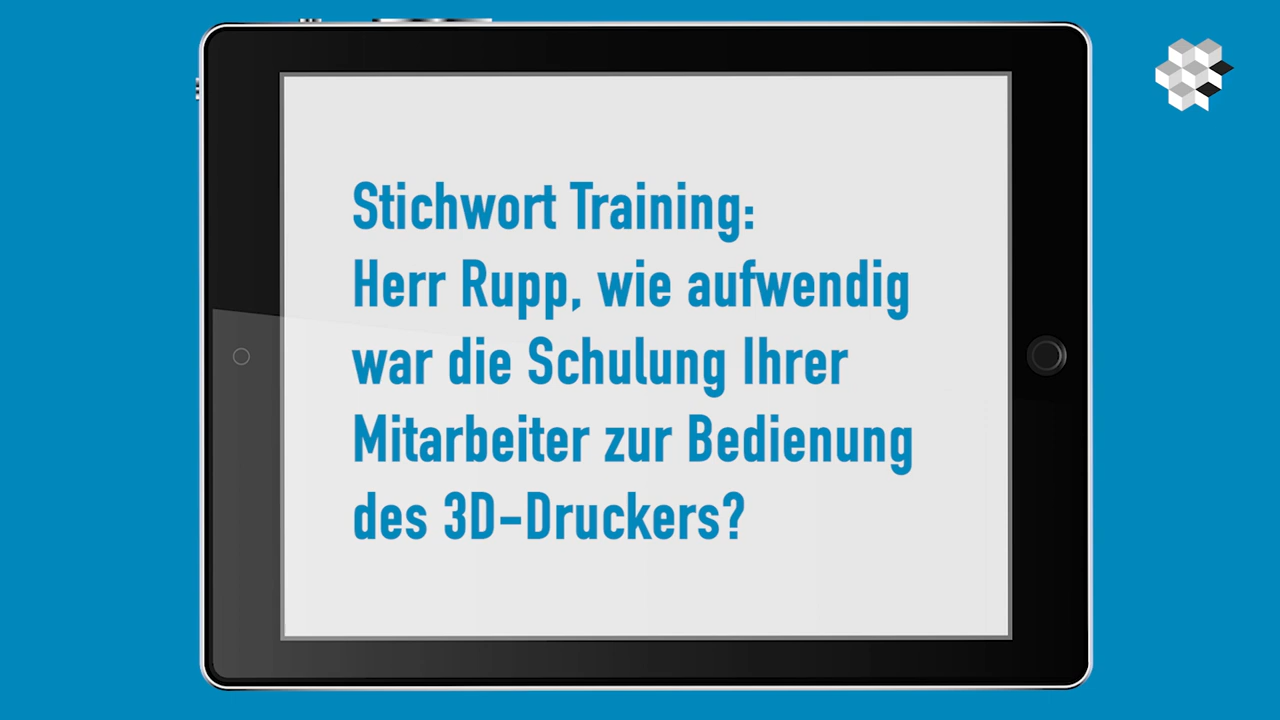 Stichwort Training:
Herr Rupp, wie aufwendig
war die Schulung Ihrer
Mitarbeiter zur Bedienung
des 3D-Druckers?